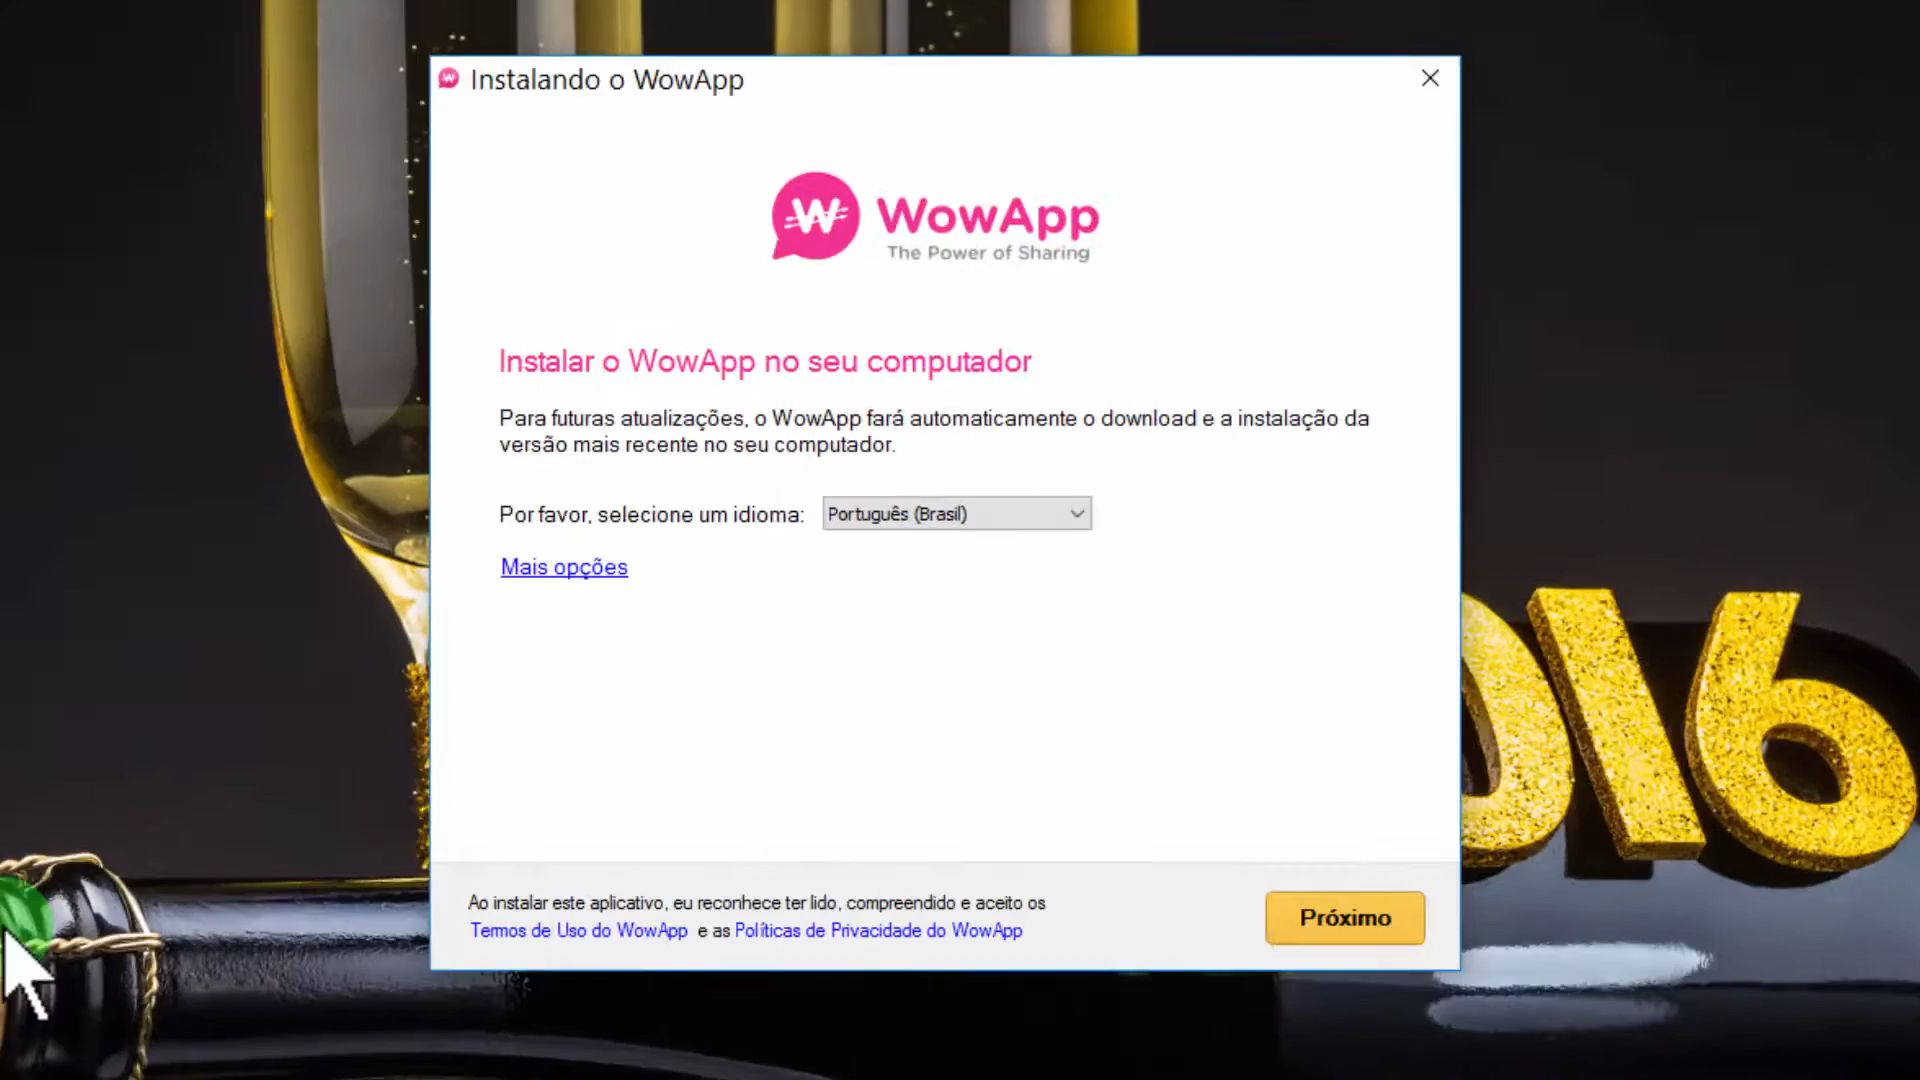 Instalando o WowApp
W WowApp
The Power of Sharing
Instalar o WowApp no seu computador
Para futuras atualizações, o WowApp fará automaticamente o download e a instalação da
versão mais recente no seu computador.
Por favor, selecione um idioma: Português (Brasil)
Mais opções
016
Ao instalar este aplicativo, eu reconhece ter lido, compreendido e aceito os
Termos de Uso do WowApp e as Políticas de Privacidade do WowApp
Próximo